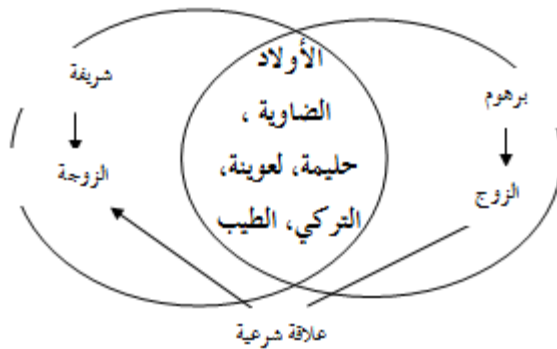 الأولاد
الضاوية ،
حليمة، لعوينة،
التركي، الطيب
برهوم
الزوج
شريفة
الزوجة
علاقة شرعية